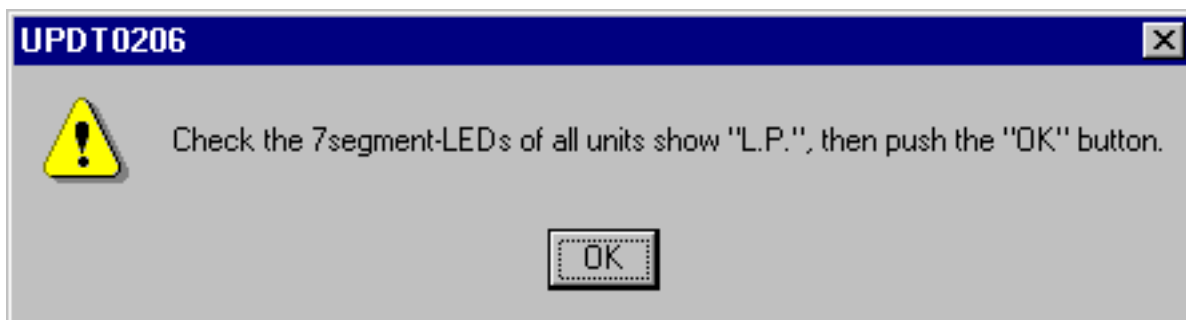 UPDT0206
Check the 7segment-LEDs of all units show "L.P.", then push the "OK" button.
OK